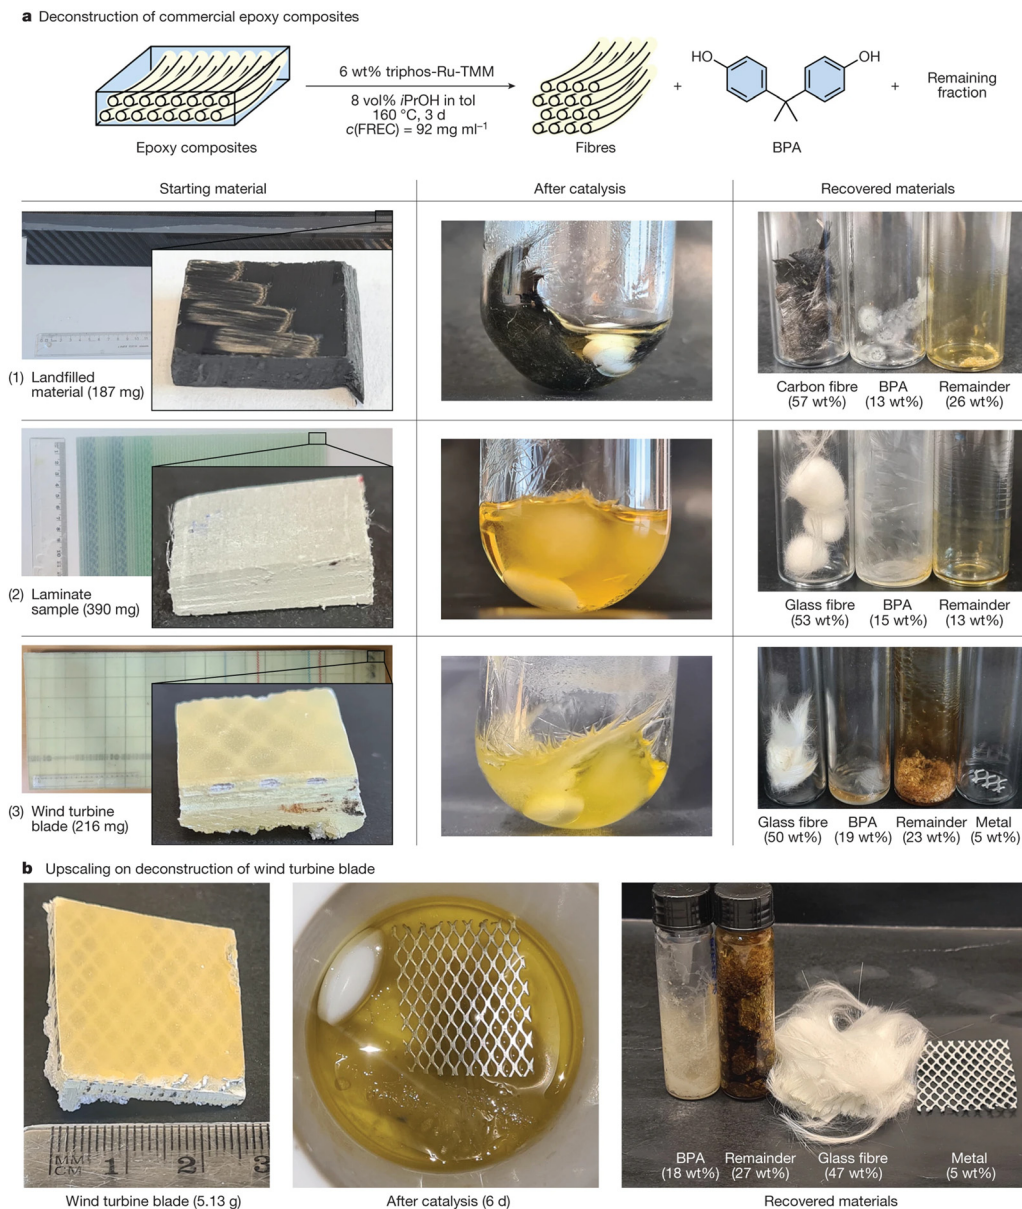 a Deconstruction of commercial epoxy composites
6 wt% triphos-Ru-TMM
8 vol% iPrOH in tol
160 °C, 3 d
c(FREC) = 92 mg ml⁻¹
Epoxy composites
Fibres
+
HO
OH
BPA
+
Remaining
fraction
Starting material
After catalysis
Recovered materials
(1) Landfilled
material (187 mg)
Carbon fibre
(57 wt%)
BPA
(13 wt%)
Remainder
(26 wt%)
(2) Laminate
sample (390 mg)
Glass fibre
(53 wt%)
BPA
(15 wt%)
Remainder
(13 wt%)
(3) Wind turbine
blade (216 mg)
Glass fibre
(50 wt%)
BPA
(19 wt%)
Remainder
(23 wt%)
Metal
(5 wt%)
b Upscaling on deconstruction of wind turbine blade
MM
CM 1 2 3
BPA
(18 wt%)
Remainder
(27 wt%)
Glass fibre
(47 wt%)
Metal
(5 wt%)
Wind turbine blade (5.13 g)
After catalysis (6 d)
Recovered materials